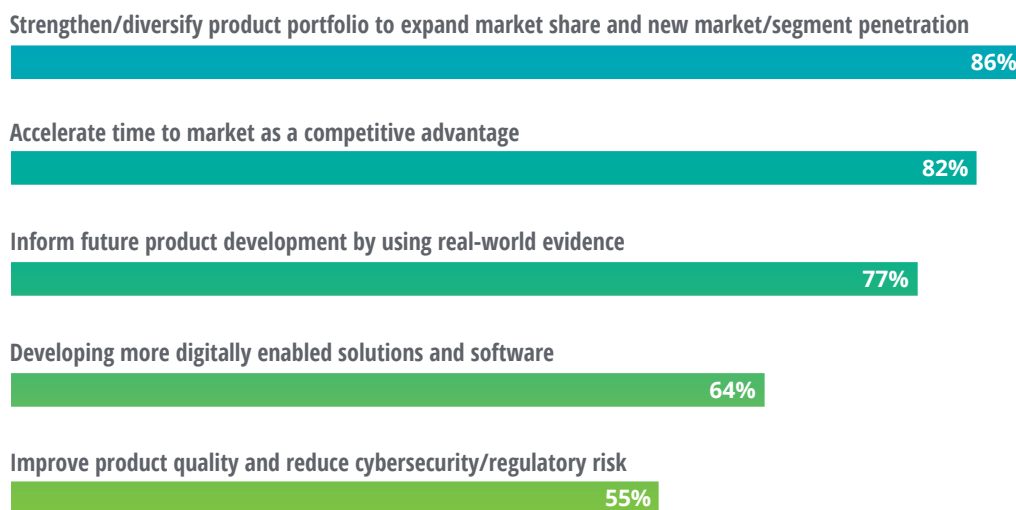 Strengthen/diversify product portfolio to expand market share and new market/segment penetration
86%
Accelerate time to market as a competitive advantage
82%
Inform future product development by using real-world evidence
77%
Developing more digitally enabled solutions and software
64%
Improve product quality and reduce cybersecurity/regulatory risk
55%